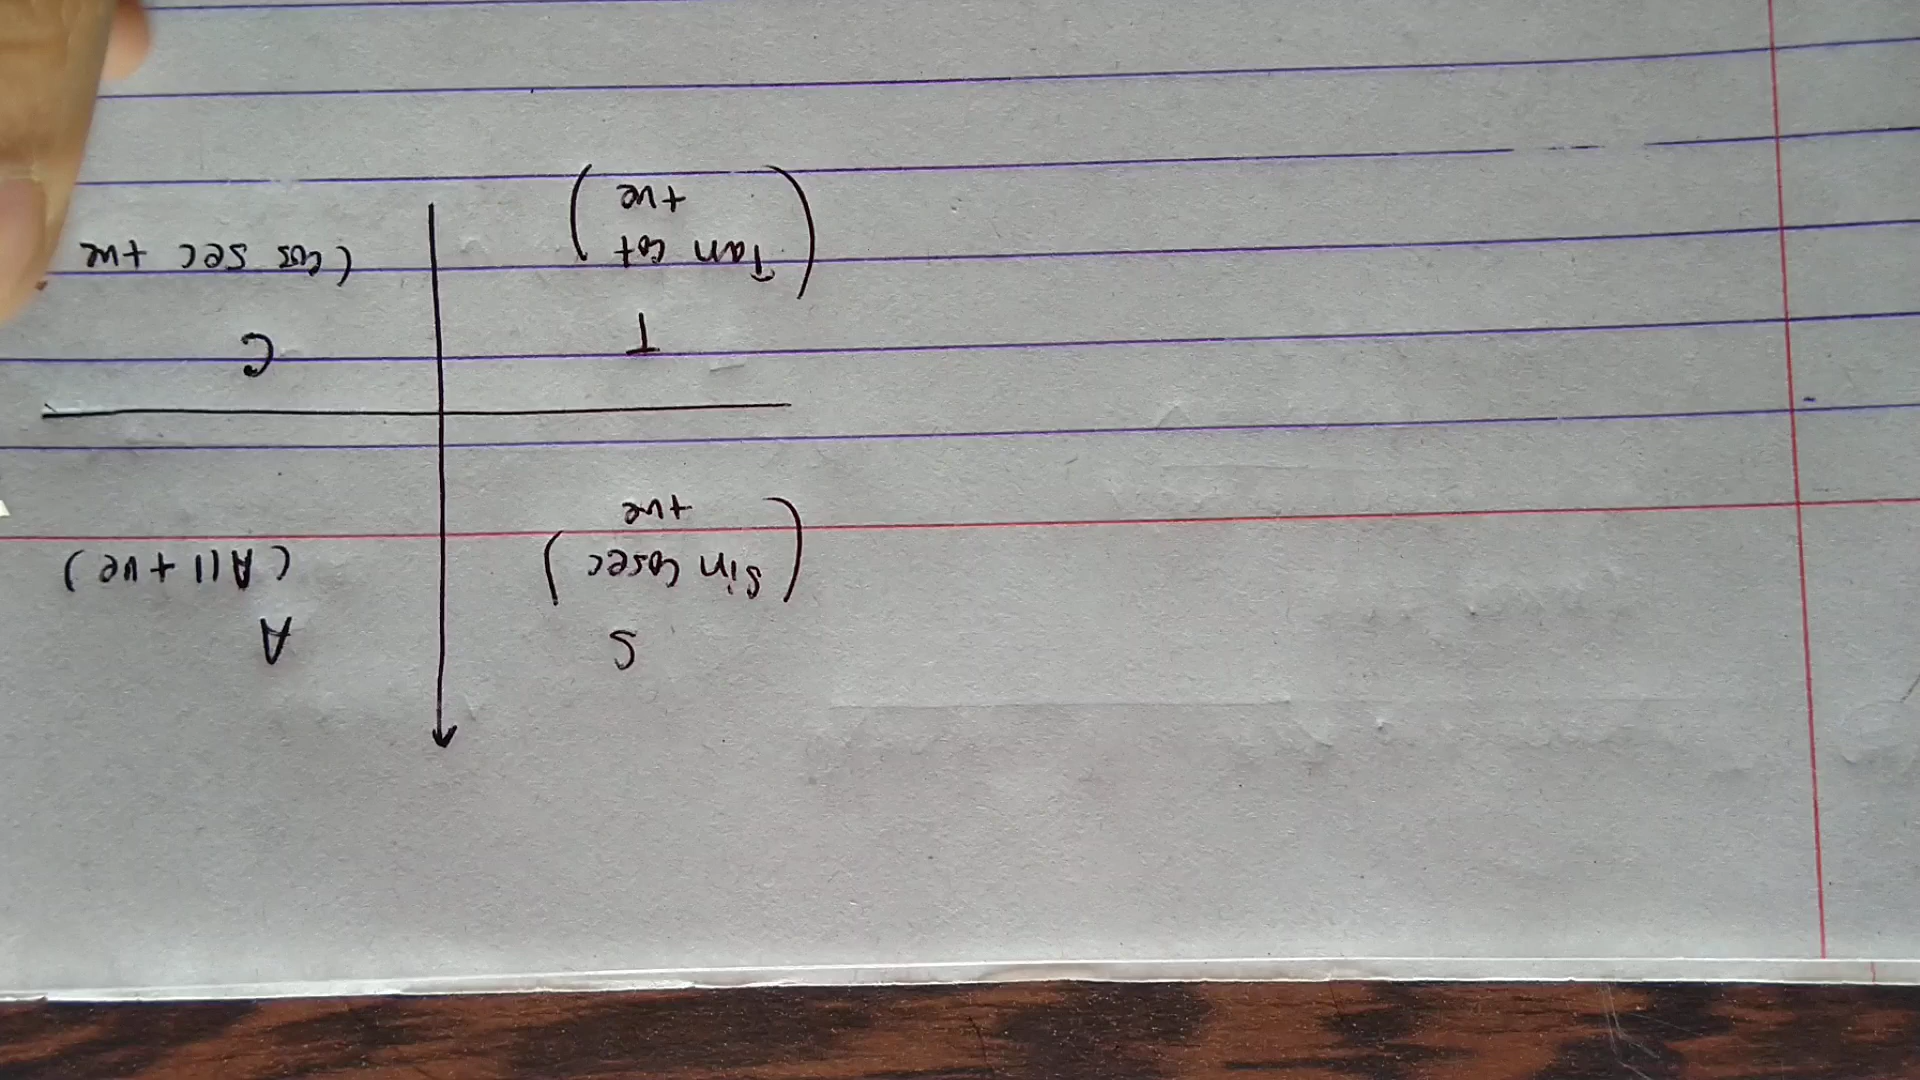 S
A
(Sin cosec)
+ve
(All +ve)
T
C
(Tan cot)
+ve
(cos sec +ve